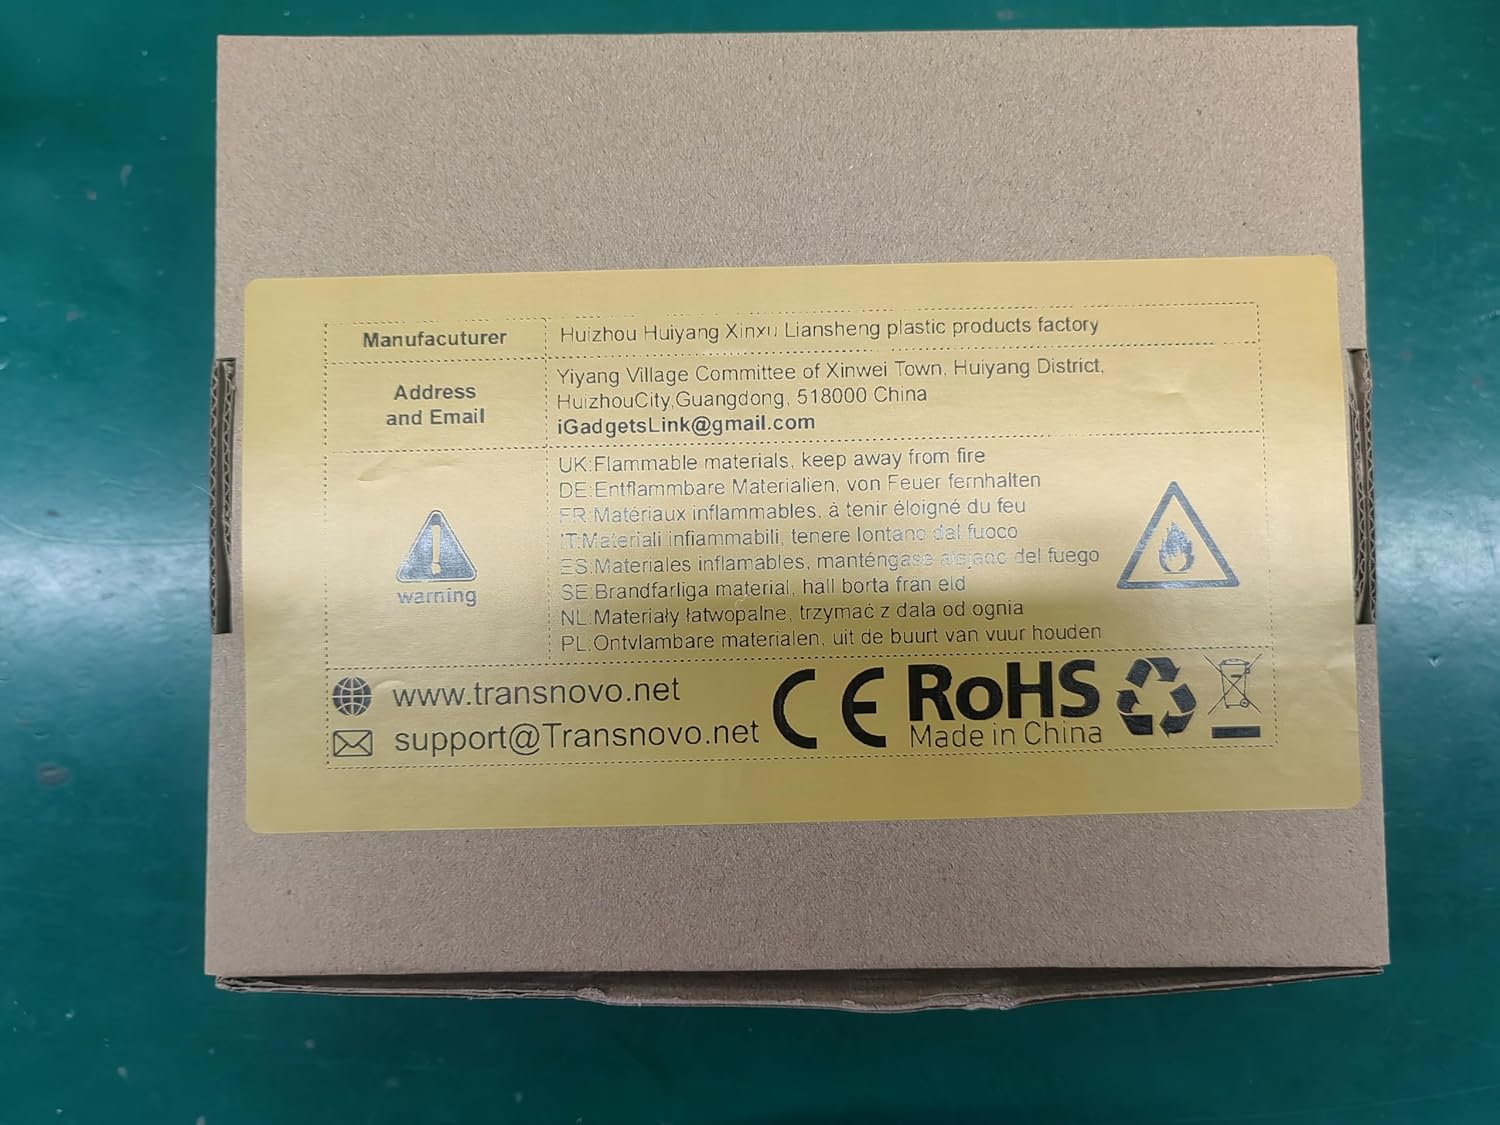 Manufacuturer
Huizhou Huiyang Xinxu Liansheng plastic products factory
Address
and Email
Yiyang Village Committee of Xinwei Town, Huiyang District,
HuizhouCity,Guangdong, 518000 China
iGadgetsLink@gmail.com
warning
UK:Flammable materials, keep away from fire
DE:Entflammbare Materialien, von Feuer fernhalten
FR:Matériaux inflammables, à tenir éloigné du feu
IT:Materiali infiammabili, tenere lontano dal fuoco
ES:Materiales inflamables, manténgase alejado del fuego
SE:Brandfarliga material, håll borta från eld
NL:Materiały łatwopalne, trzymać z dala od ognia
PL:Ontvlambare materialen, uit de buurt van vuur houden
www.transnovo.net
support@Transnovo.net
CE
RoHS
Made in China